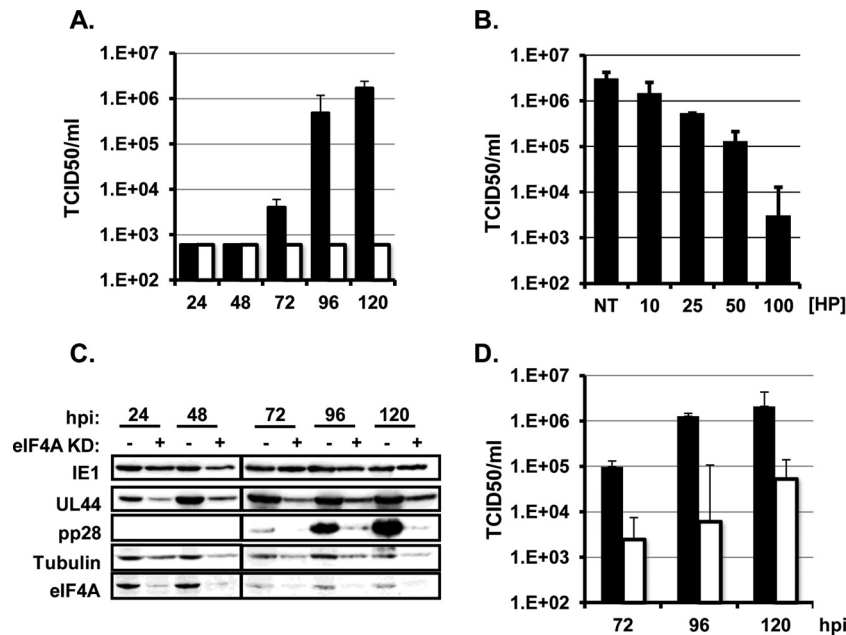 A.
TCID50/ml
1.E+07
1.E+06
1.E+05
1.E+04
1.E+03
1.E+02
24 48 72 96 120
B.
TCID50/ml
1.E+07
1.E+06
1.E+05
1.E+04
1.E+03
1.E+02
NT 10 25 50 100 [HP]
C.
hpi: 24 48 72 96 120
eIF4A KD: - + - + - + - + - +
IE1
UL44
pp28
Tubulin
eIF4A
D.
TCID50/ml
1.E+07
1.E+06
1.E+05
1.E+04
1.E+03
1.E+02
72 96 120 hpi